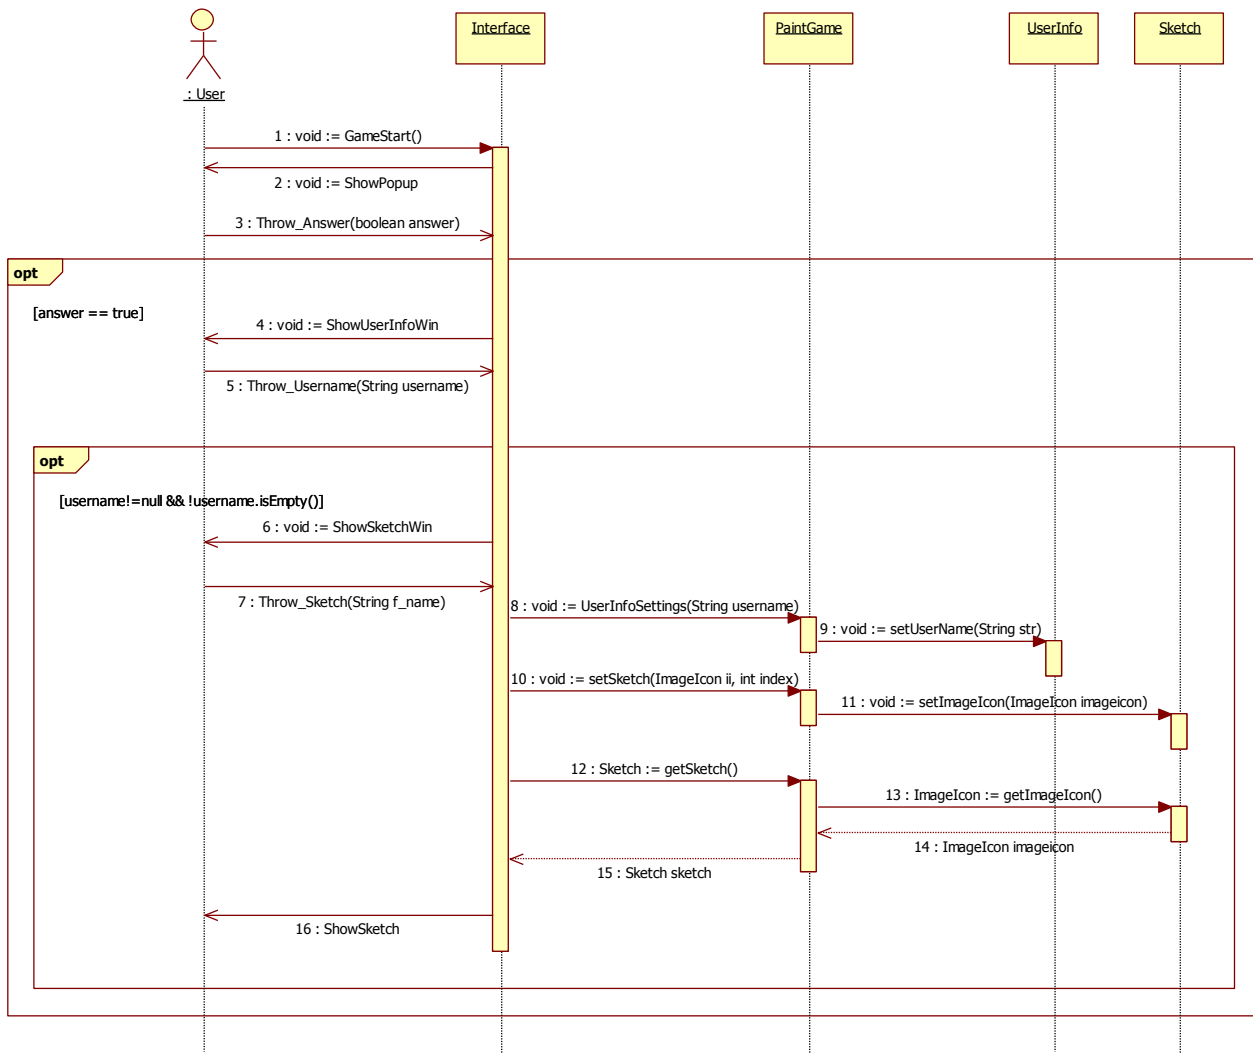 Interface
PaintGame
UserInfo
Sketch
: User
1 : void := GameStart()
2 : void := ShowPopup
3 : Throw_Answer(boolean answer)
opt
[answer == true]
4 : void := ShowUserInfoWin
5 : Throw_Username(String username)
opt
[username!=null && !username.isEmpty()]
6 : void := ShowSketchWin
7 : Throw_Sketch(String f_name)
8 : void := UserInfoSettings(String username)
9 : void := setUserName(String str)
10 : void := setSketch(ImageIcon ii, int index)
11 : void := setImageIcon(ImageIcon imageicon)
12 : Sketch := getSketch()
13 : ImageIcon := getImageIcon()
14 : ImageIcon imageicon
15 : Sketch sketch
16 : ShowSketch